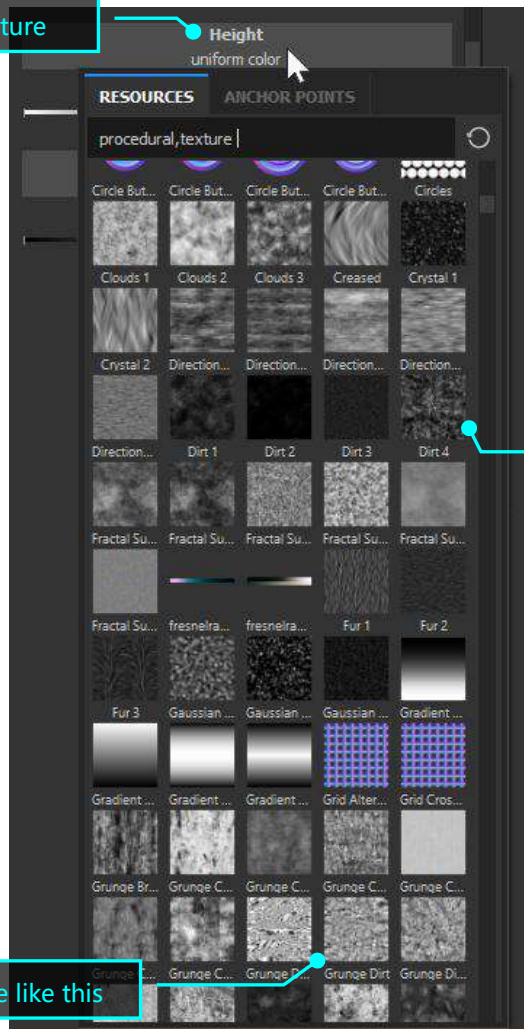 ture
Height
uniform color
RESOURCES ANCHOR POINTS
procedural,texture
Circle But... Circle But... Circle But... Circle But... Circles
Clouds 1 Clouds 2 Clouds 3 Creased Crystal 1
Crystal 2 Direction... Direction... Direction... Direction...
Direction... Dirt 1 Dirt 2 Dirt 3 Dirt 4
Fractal Su... Fractal Su... Fractal Su... Fractal Su... Fractal Su...
Fractal Su... fresnelra... fresnelra... Fur 1 Fur 2
Fur 3 Gaussian ... Gaussian ... Gaussian ... Gradient ...
Gradient ... Gradient ... Gradient ... Grid Alter... Grid Cros...
Grunge Br... Grunge C... Grunge C... Grunge C... Grunge C...
Grunge C... Grunge C... Grunge D... Grunge Dirt Grunge Di...
e like this